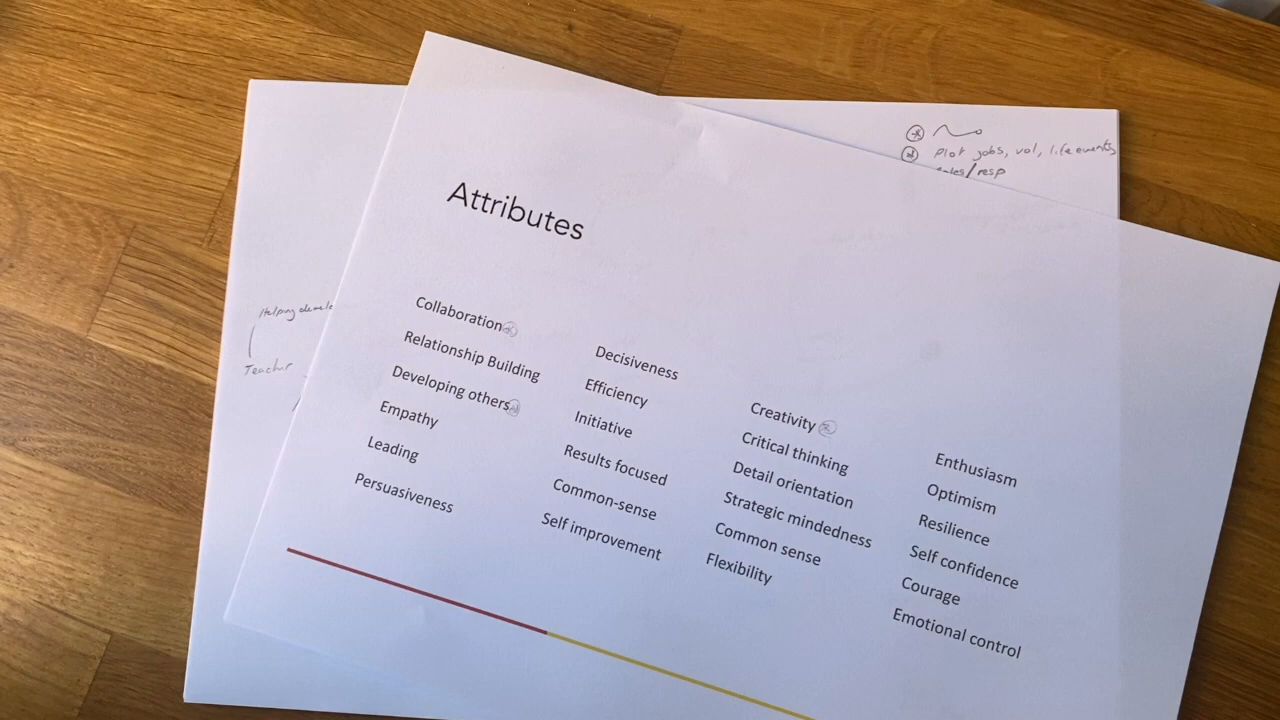 Plot jobs, vol, life events,
/resp
Attributes
Collaboration
Relationship Building
Developing others
Empathy
Leading
Persuasiveness
Decisiveness
Efficiency
Initiative
Results focused
Common-sense
Self improvement
Creativity
Critical thinking
Detail orientation
Strategic mindedness
Common sense
Flexibility
Enthusiasm
Optimism
Resilience
Self confidence
Courage
Emotional control
Helping
Teacher